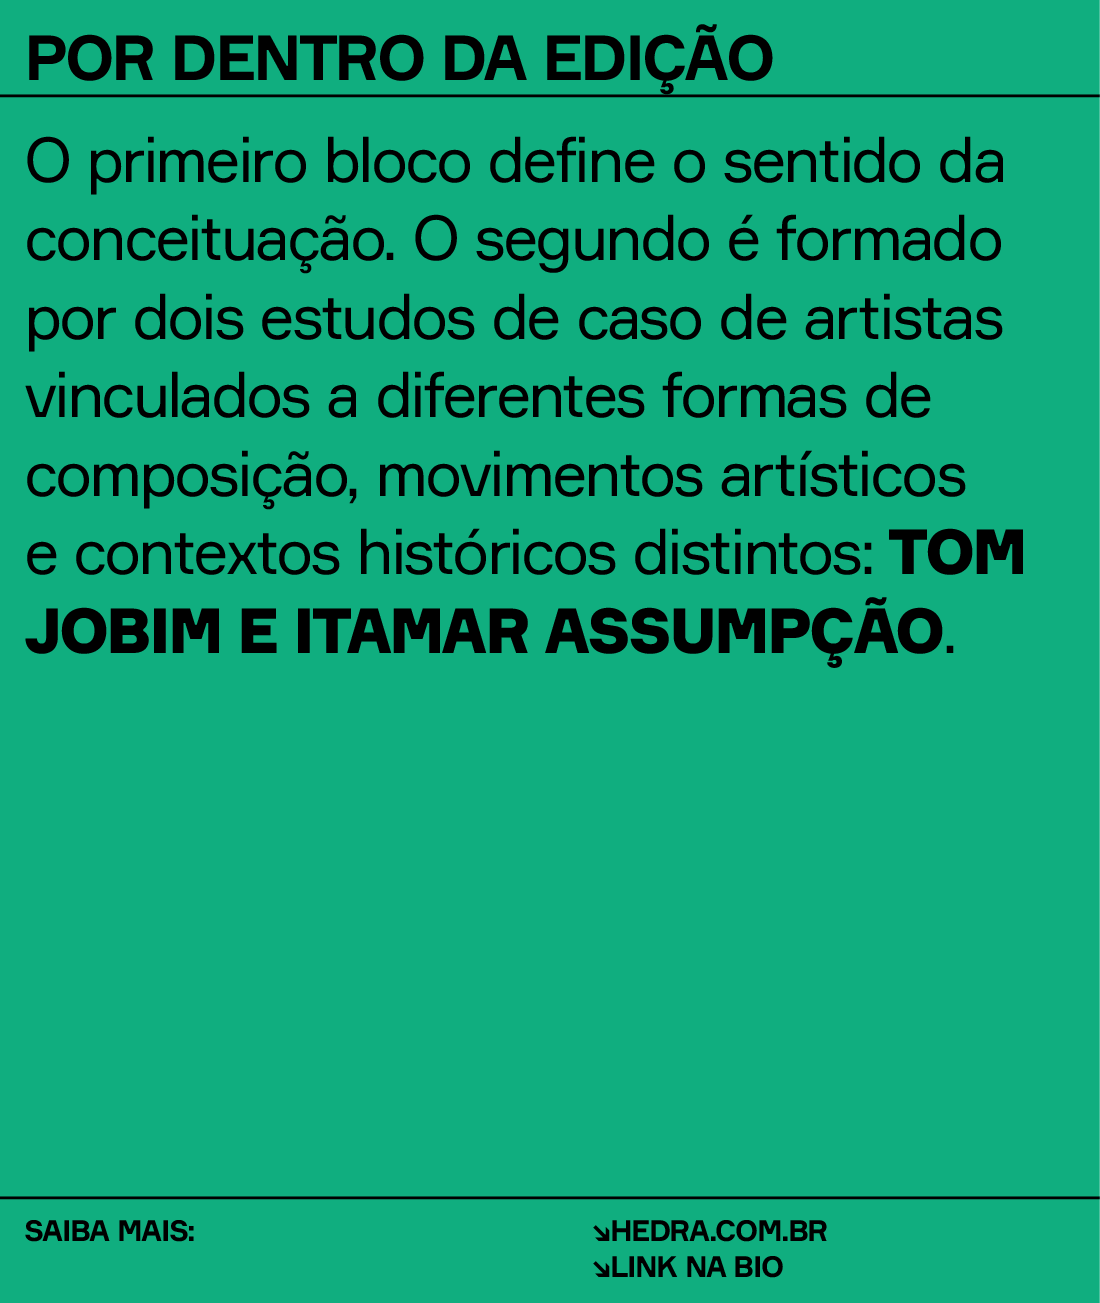 POR DENTRO DA EDIÇÃO
O primeiro bloco define o sentido da
conceituação. O segundo é formado
por dois estudos de caso de artistas
vinculados a diferentes formas de
composição, movimentos artísticos
e contextos históricos distintos: TOM
JOBIM E ITAMAR ASSUMPÇÃO.
SAIBA MAIS:
↘HEDRA.COM.BR
↘LINK NA BIO